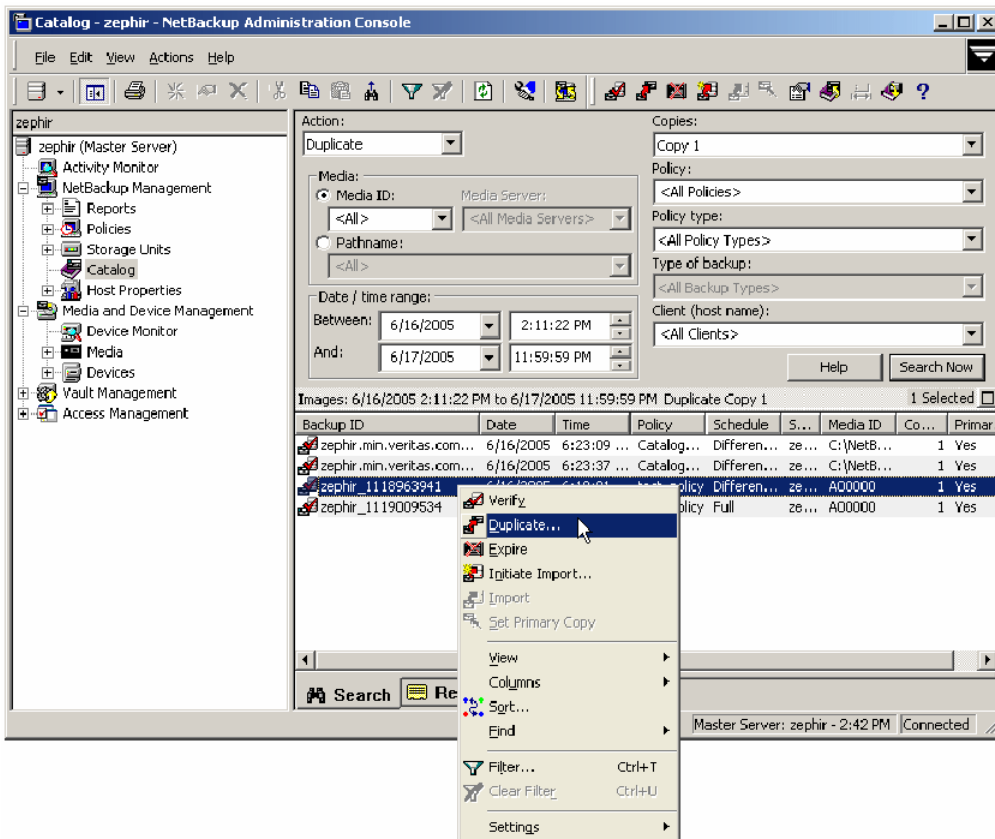 Catalog - zephir - NetBackup Administration Console
File Edit View Actions Help
zephir
zephir (Master Server)
Activity Monitor
NetBackup Management
Reports
Policies
Storage Units
Catalog
Host Properties
Media and Device Management
Device Monitor
Media
Devices
Vault Management
Access Management
Action:
Duplicate
Media:
Media ID: Media Server:
<All> <All Media Servers>
Pathname:
<All>
Date / time range:
Between: 6/16/2005 2:11:22 PM
And: 6/17/2005 11:59:59 PM
Copies:
Copy 1
Policy:
<All Policies>
Policy type:
<All Policy Types>
Type of backup:
<All Backup Types>
Client (host name):
<All Clients>
Help Search Now
Images: 6/16/2005 2:11:22 PM to 6/17/2005 11:59:59 PM Duplicate Copy 1 1 Selected
Backup ID Date Time Policy Schedule S... Media ID Co... Primar
zephir.min.veritas.com... 6/16/2005 6:23:09 ... Catalog... Differen... ze... C:\NetB... 1 Yes
zephir.min.veritas.com... 6/16/2005 6:23:37 ... Catalog... Differen... ze... C:\NetB... 1 Yes
zephir_1118963941 Differen... ze... A00000 1 Yes
zephir_1119009534 Full ze... A00000 1 Yes
Verify
Duplicate...
Expire
Initiate Import...
Import
Set Primary Copy
View
Columns
Sort...
Find
Filter... Ctrl+T
Clear Filter Ctrl+U
Settings
Search Re
Master Server: zephir - 2:42 PM Connected